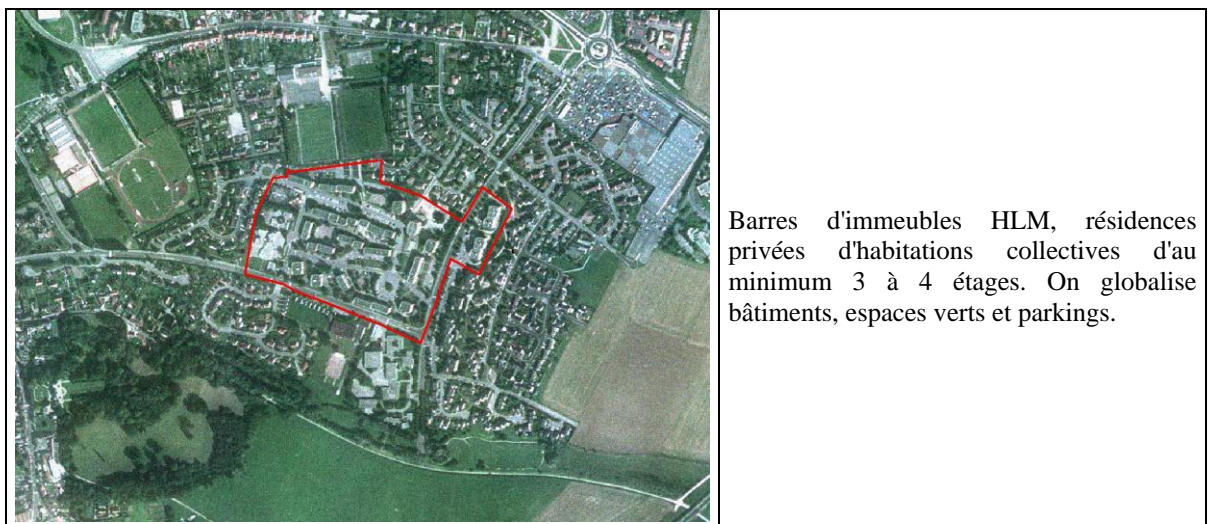 Barres d'immeubles HLM, résidences
privées d'habitations collectives d'au
minimum 3 à 4 étages. On globalise
bâtiments, espaces verts et parkings.